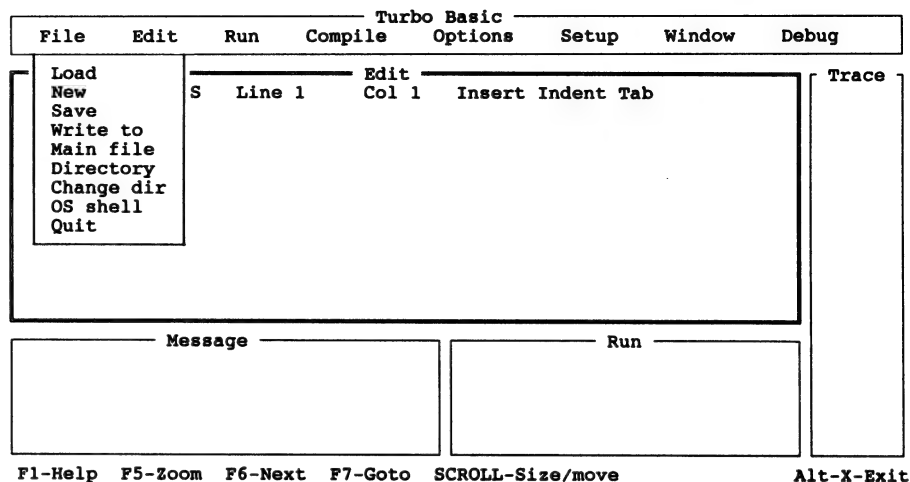 Turbo Basic
File Edit Run Compile Options Setup Window Debug
Load
New
Save
Write to
Main file
Directory
Change dir
OS shell
Quit
Edit
S Line 1 Col 1 Insert Indent Tab
Trace
Message
Run
F1-Help F5-Zoom F6-Next F7-Goto SCROLL-Size/move Alt-X-Exit